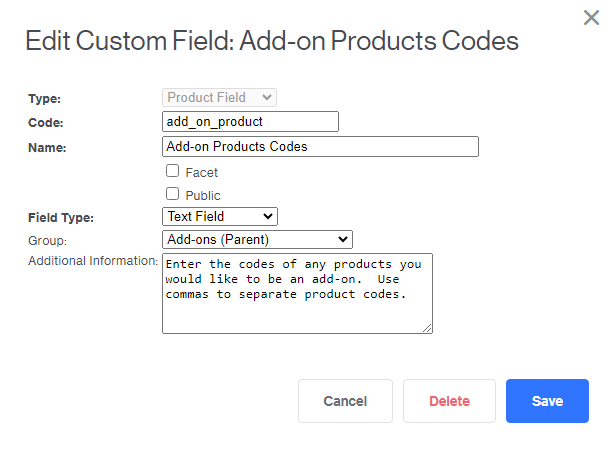 Edit Custom Field: Add-on Products Codes
Type: Product Field
Code: add_on_product
Name: Add-on Products Codes
Facet
Public
Field Type: Text Field
Group: Add-ons (Parent)
Additional Information: Enter the codes of any products you
would like to be an add-on.  Use
commas to separate product codes.
Cancel Delete Save